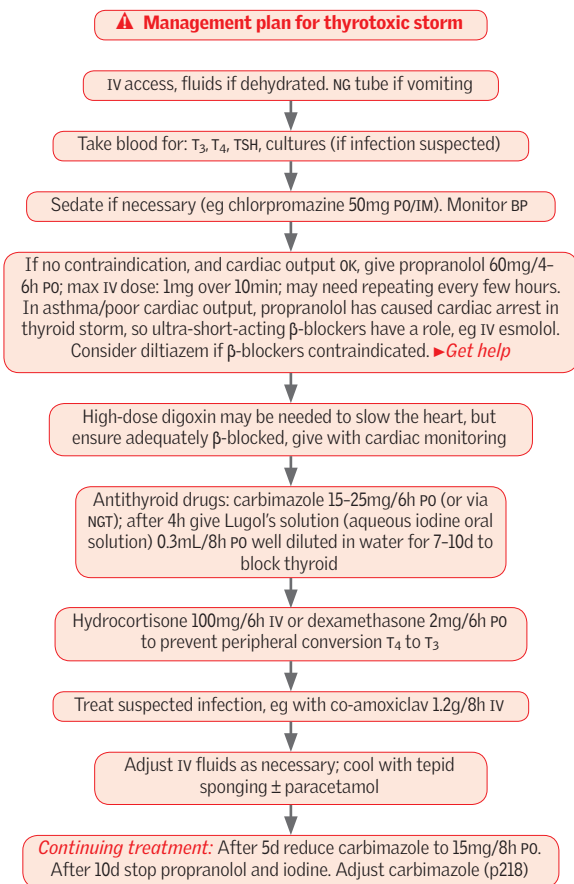 ⚠ Management plan for thyrotoxic storm
IV access, fluids if dehydrated. NG tube if vomiting
Take blood for: T₃, T₄, TSH, cultures (if infection suspected)
Sedate if necessary (eg chlorpromazine 50mg PO/IM). Monitor BP
If no contraindication, and cardiac output OK, give propranolol 60mg/4–
6h PO; max IV dose: 1mg over 10min; may need repeating every few hours.
In asthma/poor cardiac output, propranolol has caused cardiac arrest in
thyroid storm, so ultra-short-acting β-blockers have a role, eg IV esmolol.
Consider diltiazem if β-blockers contraindicated. ►Get help
High-dose digoxin may be needed to slow the heart, but
ensure adequately β-blocked, give with cardiac monitoring
Antithyroid drugs: carbimazole 15–25mg/6h PO (or via
NGT); after 4h give Lugol's solution (aqueous iodine oral
solution) 0.3mL/8h PO well diluted in water for 7–10d to
block thyroid
Hydrocortisone 100mg/6h IV or dexamethasone 2mg/6h PO
to prevent peripheral conversion T₄ to T₃
Treat suspected infection, eg with co-amoxiclav 1.2g/8h IV
Adjust IV fluids as necessary; cool with tepid
sponging ± paracetamol
Continuing treatment: After 5d reduce carbimazole to 15mg/8h PO.
After 10d stop propranolol and iodine. Adjust carbimazole (p218)